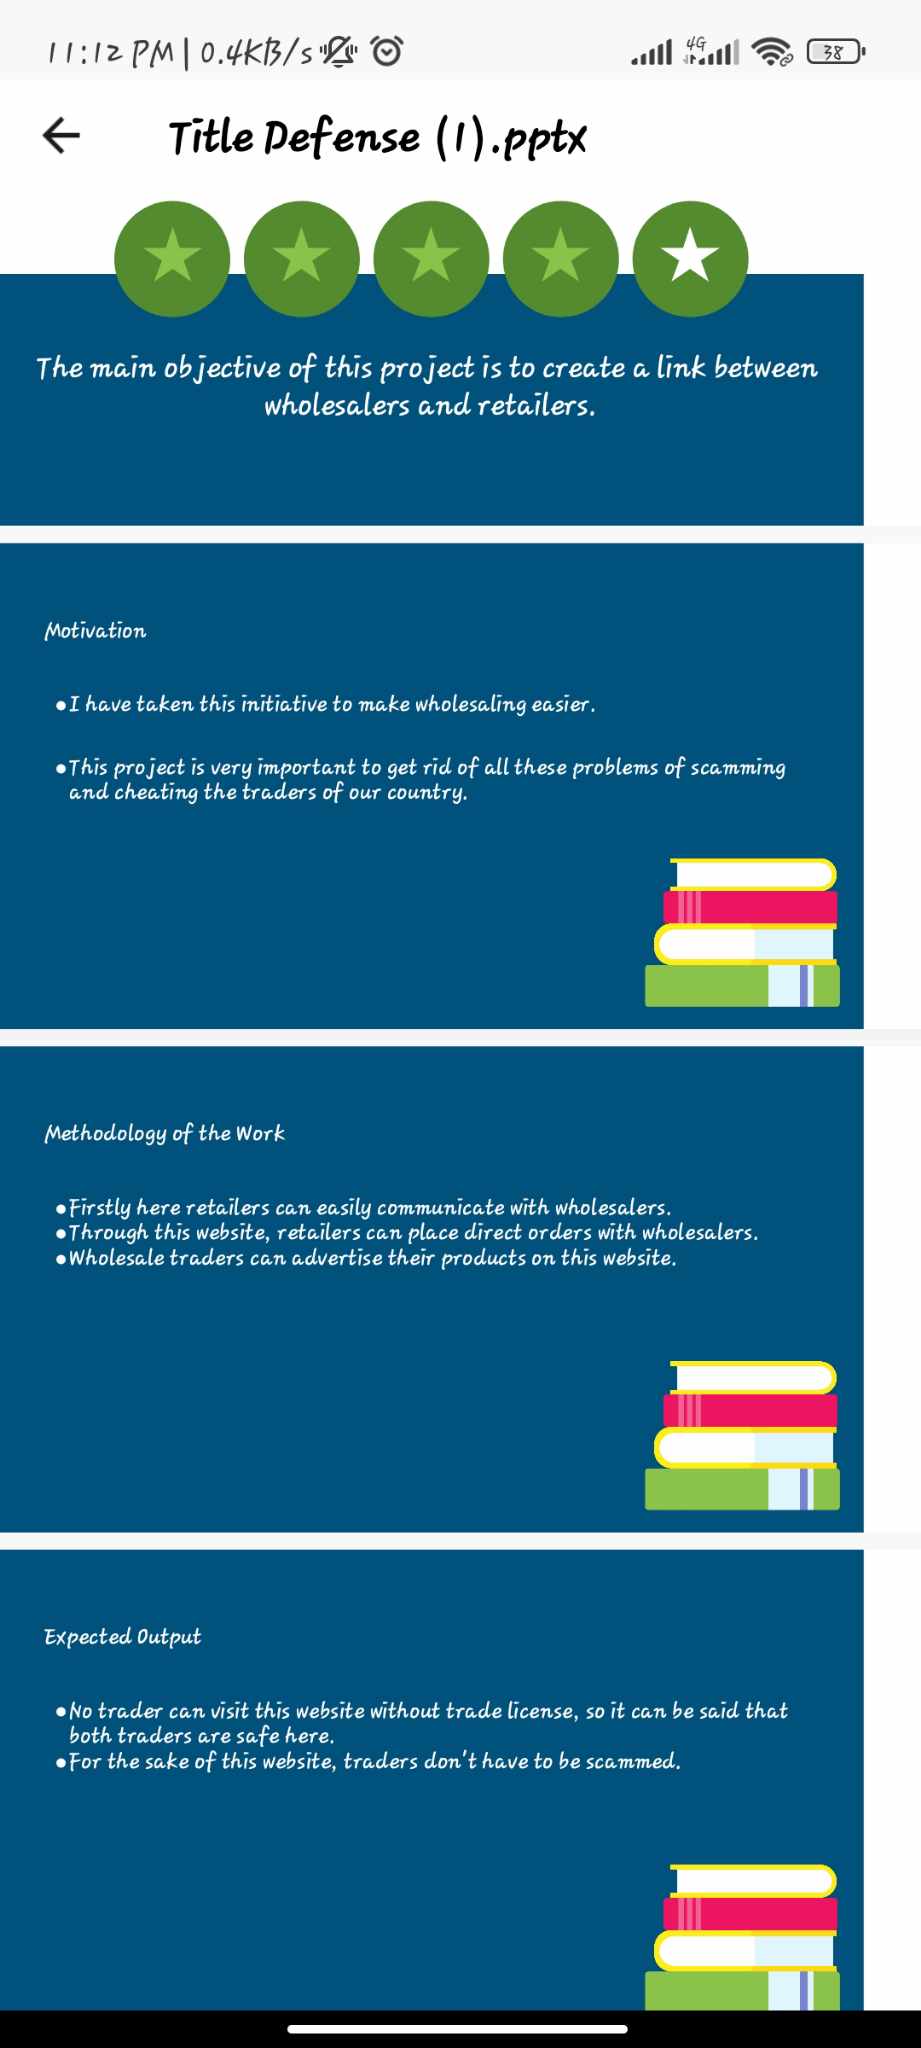 11:12 PM | 0.4KB/s
4G
38
Title Defense (1).pptx
The main objective of this project is to create a link between
wholesalers and retailers.
Motivation
●I have taken this initiative to make wholesaling easier.
●This project is very important to get rid of all these problems of scamming
and cheating the traders of our country.
Methodology of the Work
●Firstly here retailers can easily communicate with wholesalers.
●Through this website, retailers can place direct orders with wholesalers.
●Wholesale traders can advertise their products on this website.
Expected Output
●No trader can visit this website without trade license, so it can be said that
both traders are safe here.
●For the sake of this website, traders don't have to be scammed.